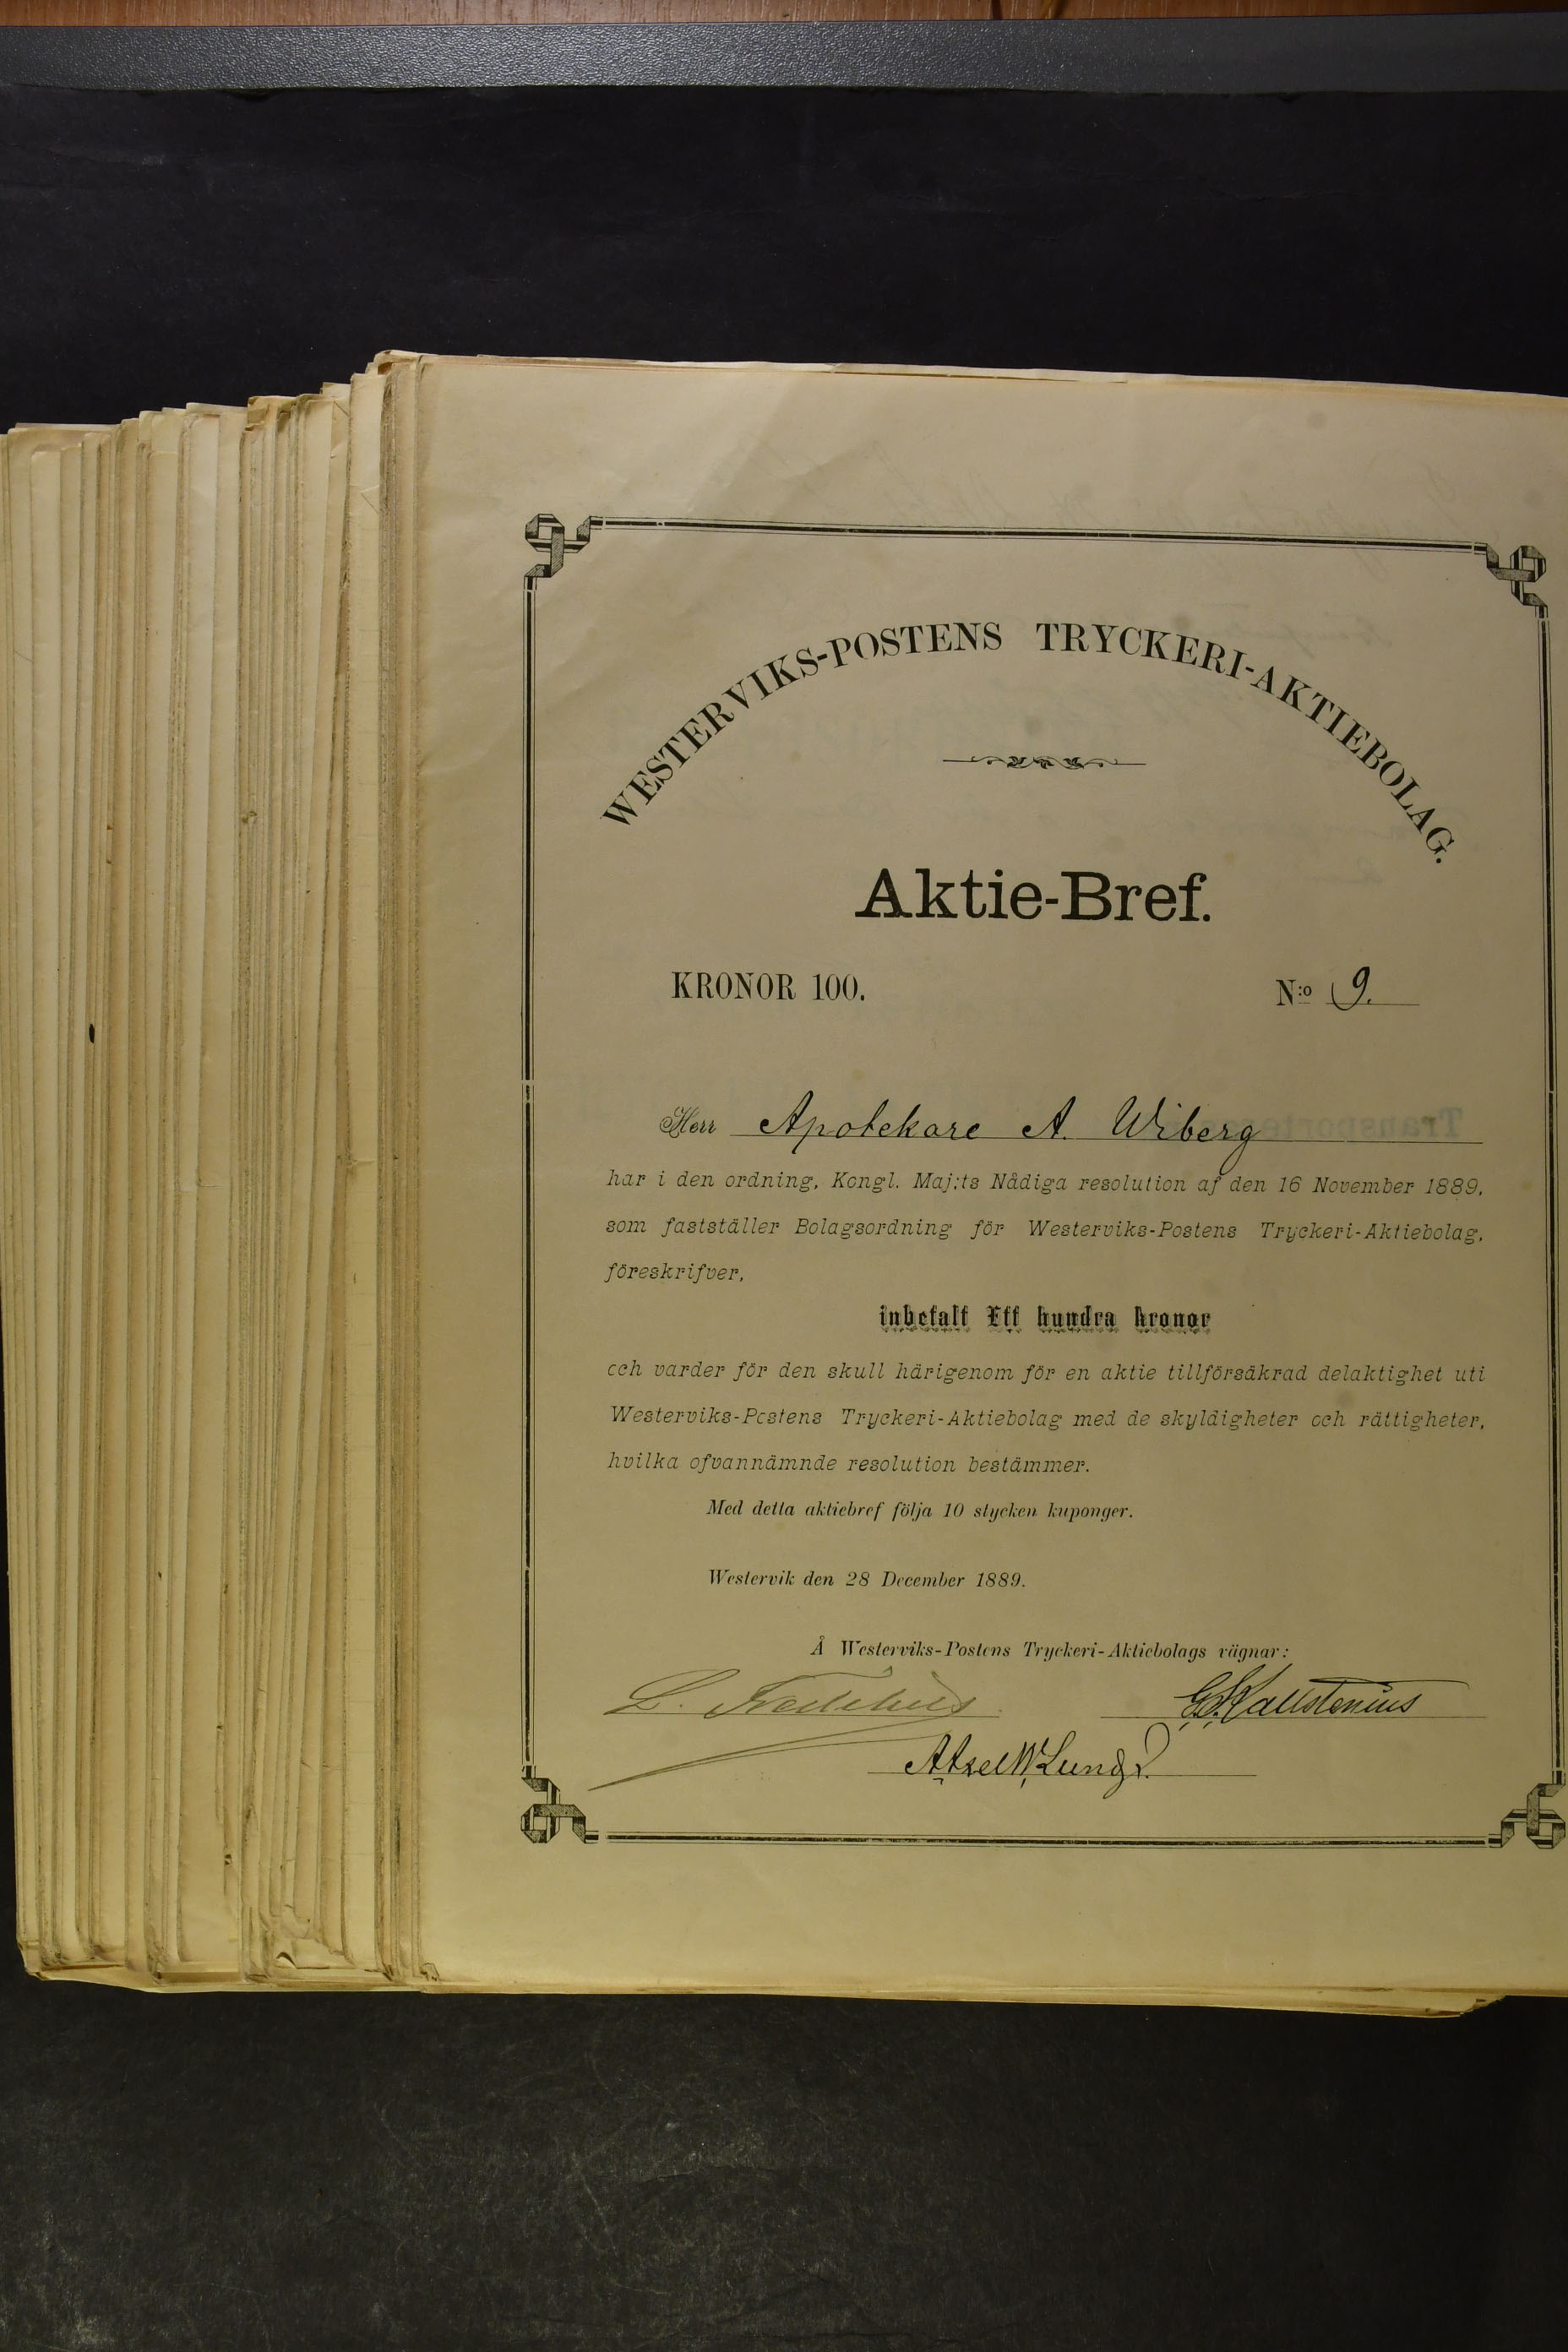 WESTERVIKS-POSTENS TRYCKERI-AKTIEBOLAG.
Aktie-Bref.
KRONOR 100. N:o 9.
Herr Apotekare A. Wiberg
har i den ordning, Kongl. Maj:ts Nådiga resolution af den 16 November 1889,
som fastställer Bolagsordning för Westerviks-Postens Tryckeri-Aktiebolag,
föreskrifver,
inbetalt Ett hundra kronor
och varder för den skull härigenom för en aktie tillförsäkrad delaktighet uti
Westerviks-Postens Tryckeri-Aktiebolag med de skyldigheter och rättigheter,
hvilka ofvannämnde resolution bestämmer.
Med detta aktiebref följa 10 stycken kuponger.
Westervik den 28 December 1889.
Å Westerviks-Postens Tryckeri-Aktiebolags vägnar:
L. 
Kallstenius
Axel W Lund